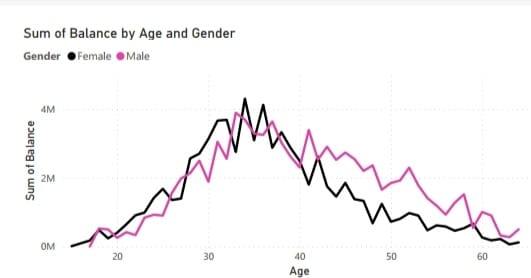 Sum of Balance by Age and Gender
Gender Female Male
4M
2M
0M
Sum of Balance
20 30 40 50 60
Age